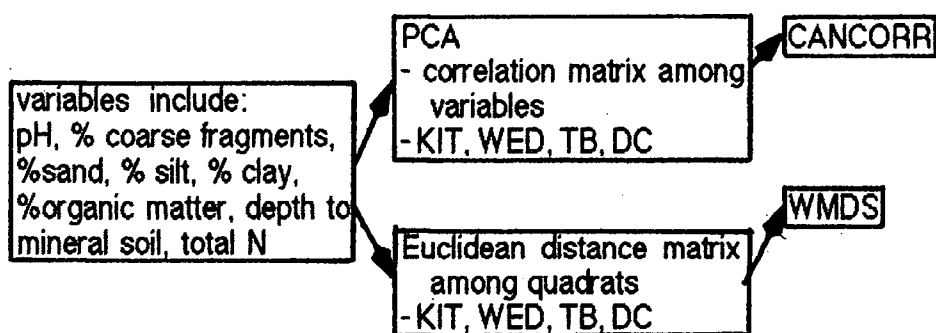 variables include:
pH, % coarse fragments,
%sand, % silt, % clay,
%organic matter, depth to
mineral soil, total N
PCA
- correlation matrix among
variables
- KIT, WED, TB, DC
CANCORR
Euclidean distance matrix
among quadrats
- KIT, WED, TB, DC
WMDS